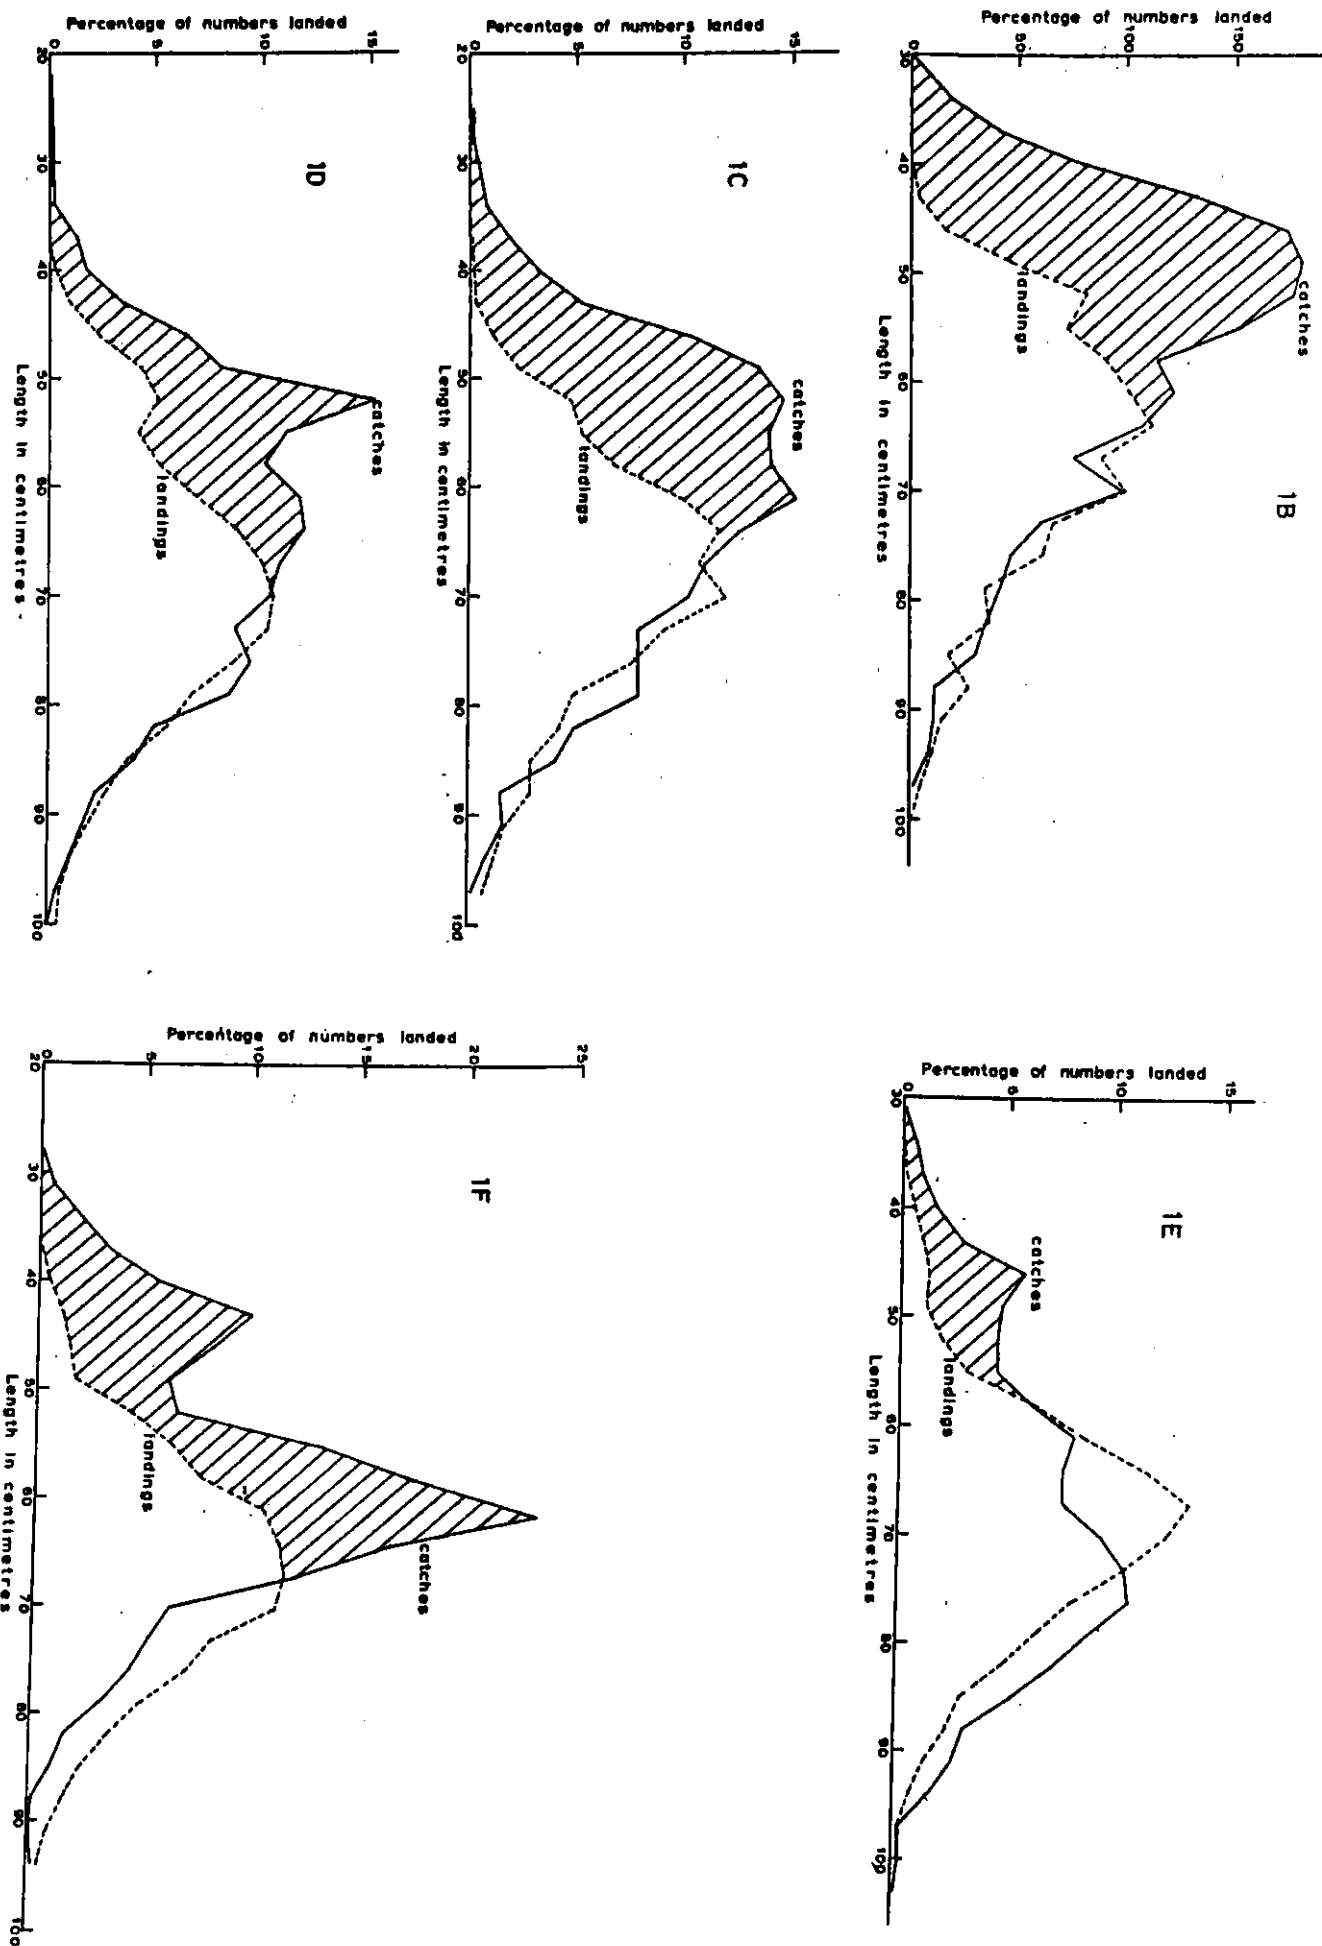 1B
Percentage of numbers landed
150
100
50
0
catches
landings
30 40 50 60 70 80 90 100
Length in centimetres
1E
Percentage of numbers landed
15
10
5
0
catches
landings
30 40 50 60 70 80 90 100
Length in centimetres
1C
Percentage of numbers landed
15
10
5
0
catches
landings
20 30 40 50 60 70 80 90 100
Length in centimetres
1D
Percentage of numbers landed
15
10
5
0
catches
landings
20 30 40 50 60 70 80 90 100
Length in centimetres
1F
Percentage of numbers landed
25
20
15
10
5
0
catches
landings
20 30 40 50 60 70 80 90 100
Length in centimetres